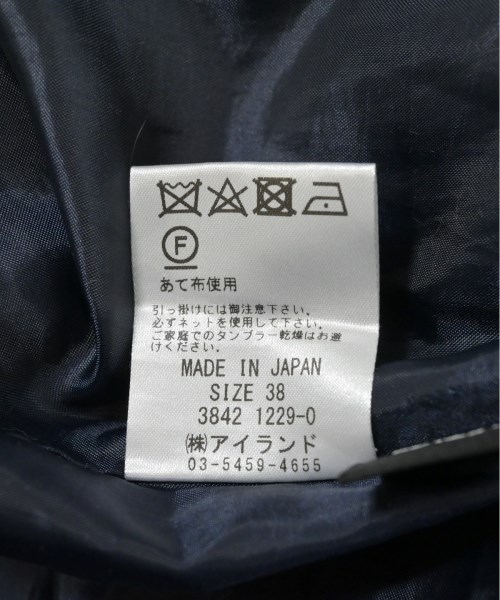 F
あて布使用
引っ掛けには御注意下さい。
必ずネットを使用して下さい。
ご家庭でのタンブラー乾燥はお避
けください。
MADE IN JAPAN
SIZE 38
3842 1229-0
㈱アイランド
03-5459-4655